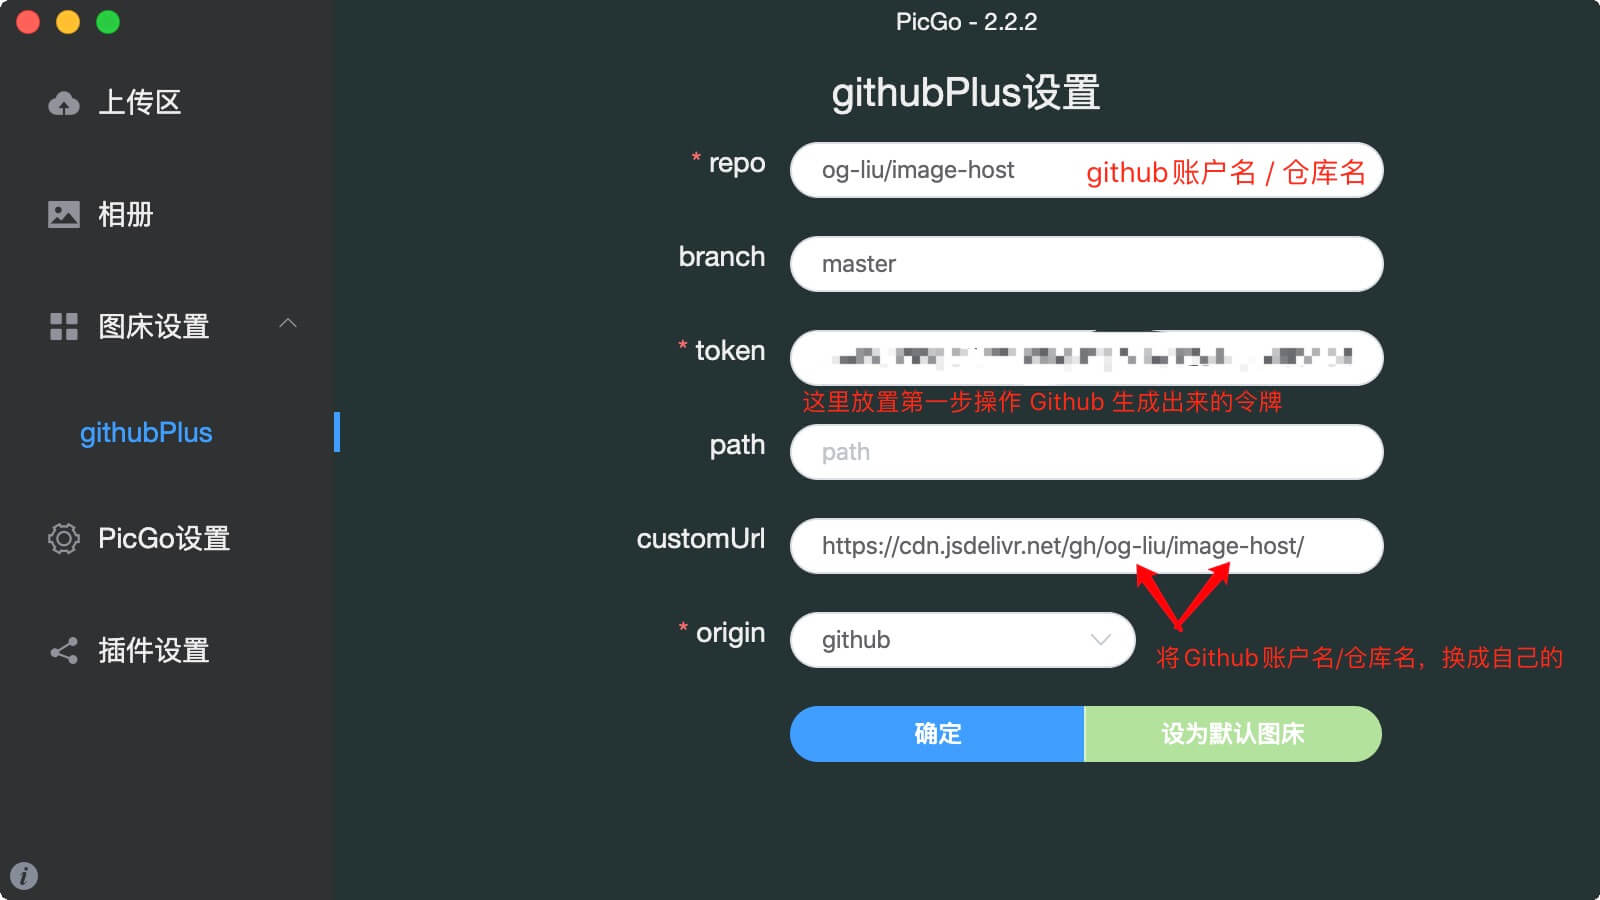 PicGo - 2.2.2
上传区
相册
图床设置
githubPlus
PicGo设置
插件设置
githubPlus设置
* repo
og-liu/image-host
github账户名 / 仓库名
branch
master
* token
这里放置第一步操作 Github 生成出来的令牌
path
path
customUrl
https://cdn.jsdelivr.net/gh/og-liu/image-host/
* origin
github
将Github账户名/仓库名，换成自己的
确定
设为默认图床